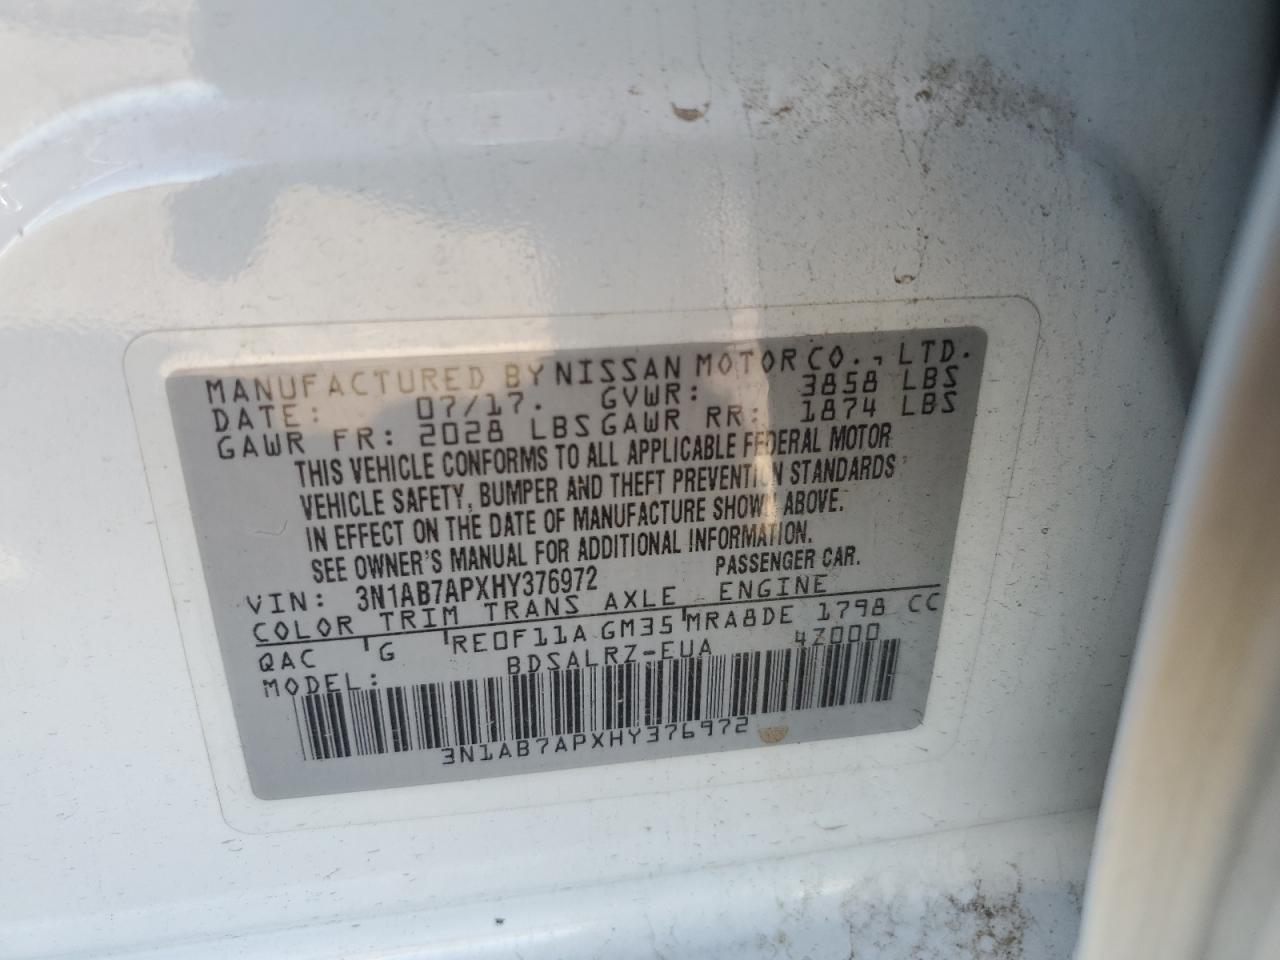 MANUFACTURED BY NISSAN MOTOR CO., LTD.
DATE: 07/17. GVWR: 3858 LBS
GAWR FR: 2028 LBS GAWR RR: 1874 LBS
THIS VEHICLE CONFORMS TO ALL APPLICABLE FEDERAL MOTOR
VEHICLE SAFETY, BUMPER AND THEFT PREVENTION STANDARDS
IN EFFECT ON THE DATE OF MANUFACTURE SHOWN ABOVE.
SEE OWNER'S MANUAL FOR ADDITIONAL INFORMATION.
VIN: 3N1AB7APXHY376972 PASSENGER CAR.
COLOR TRIM TRANS AXLE ENGINE
QAC G RE0F11A GM35 MRA8DE 1798 CC
MODEL: BDSALRZ-EUA 4Z000
3N1AB7APXHY376972